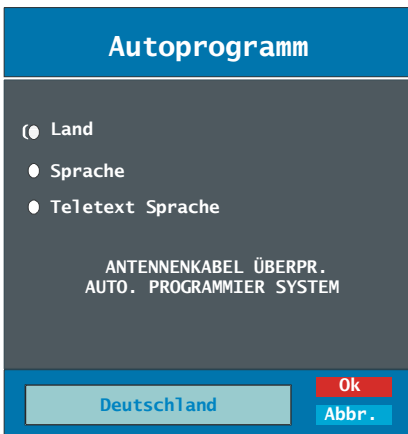 Autoprogramm
Land
Sprache
Teletext Sprache
ANTENNENKABEL ÜBERPR.
AUTO. PROGRAMMIER SYSTEM
Ok
Deutschland
Abbr.